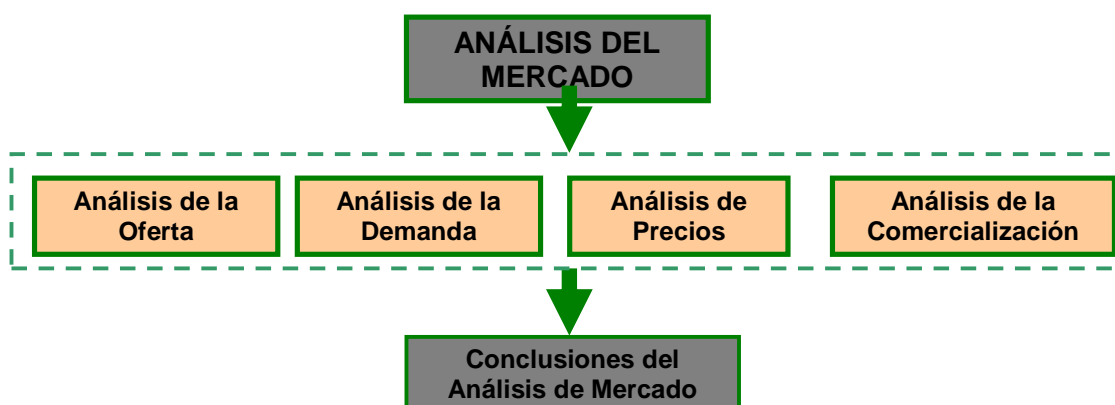 ANÁLISIS DEL
MERCADO
Análisis de la
Oferta
Análisis de la
Demanda
Análisis de
Precios
Análisis de la
Comercialización
Conclusiones del
Análisis de Mercado